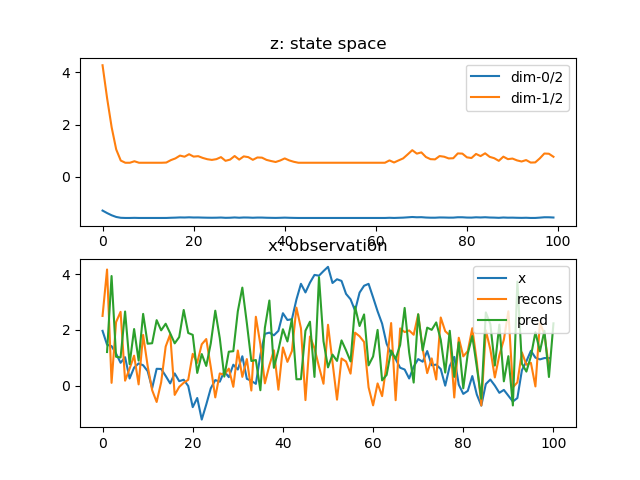 z: state space
4
2
0
dim-0/2
dim-1/2
0 20 40 60 80 100
x: observation
4
2
0
x
recons
pred
0 20 40 60 80 100